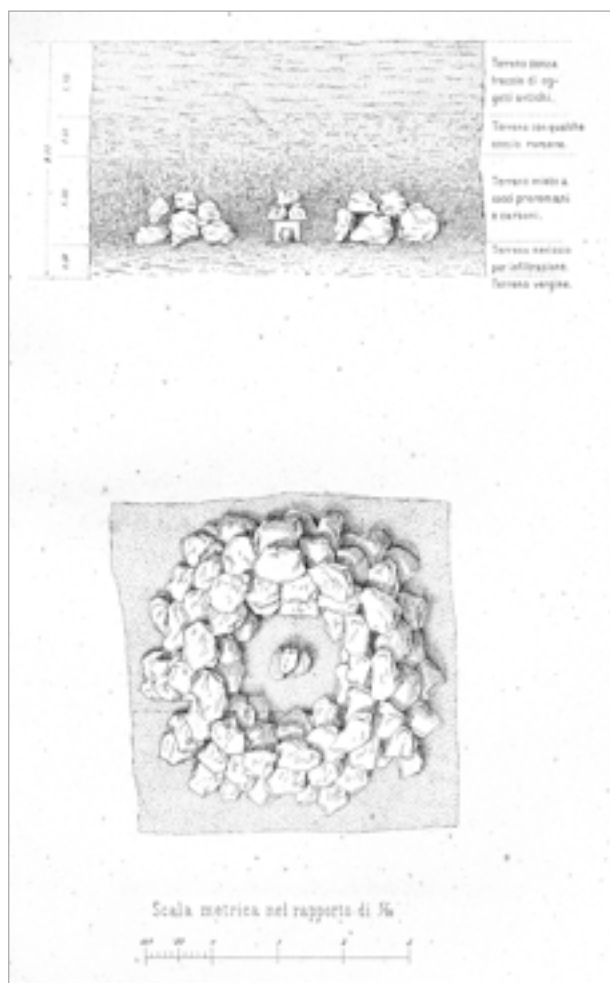 Terreno senza
traccie di og-
getti antichi.
Terreno con qualche
coccio romano.
Terreno misto a
cocci preromani
e carboni.
Terreno nericcio
per infiltrazione.
Terreno vergine.
Scala metrica nel rapporto di